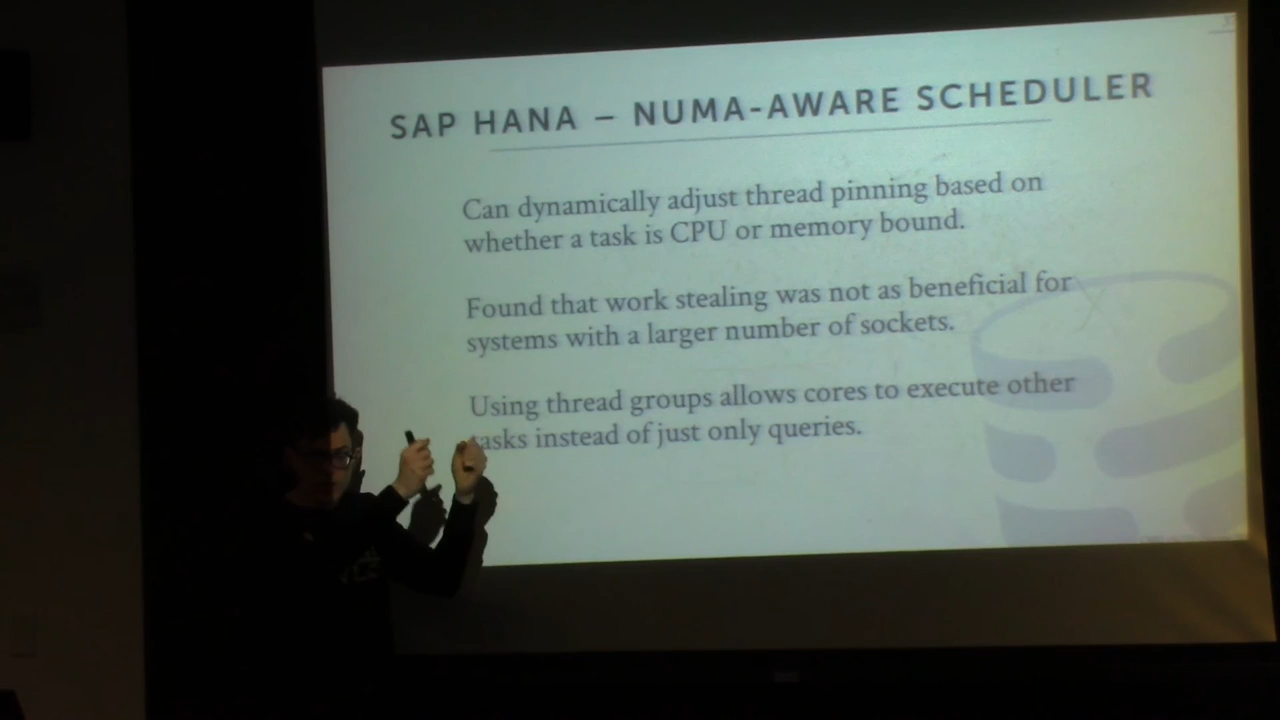 SAP HANA – NUMA-AWARE SCHEDULER
Can dynamically adjust thread pinning based on
whether a task is CPU or memory bound.
Found that work stealing was not as beneficial for
systems with a larger number of sockets.
Using thread groups allows cores to execute other
tasks instead of just only queries.